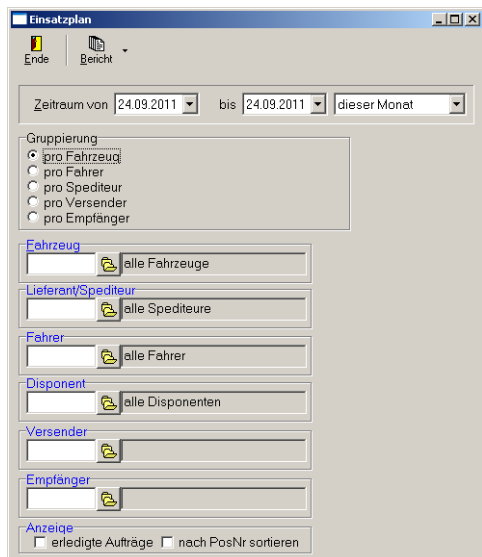 Einsatzplan
Ende Bericht
Zeitraum von 24.09.2011 bis 24.09.2011 dieser Monat
Gruppierung
pro Fahrzeug
pro Fahrer
pro Spediteur
pro Versender
pro Empfänger
Fahrzeug
alle Fahrzeuge
Lieferant/Spediteur
alle Spediteure
Fahrer
alle Fahrer
Disponent
alle Disponenten
Versender
Empfänger
Anzeige
erledigte Aufträge nach PosNr sortieren